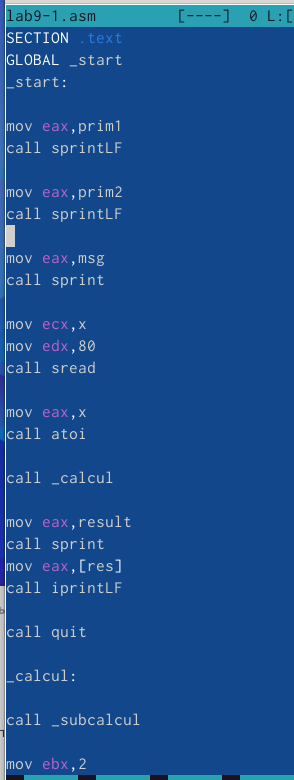 lab9-1.asm [----] 0 L:[
SECTION .text
GLOBAL _start
_start:
mov eax,prim1
call sprintLF
mov eax,prim2
call sprintLF
mov eax,msg
call sprint
mov ecx,x
mov edx,80
call sread
mov eax,x
call atoi
call _calcul
mov eax,result
call sprint
mov eax,[res]
call iprintLF
call quit
_calcul:
call _subcalcul
mov ebx,2